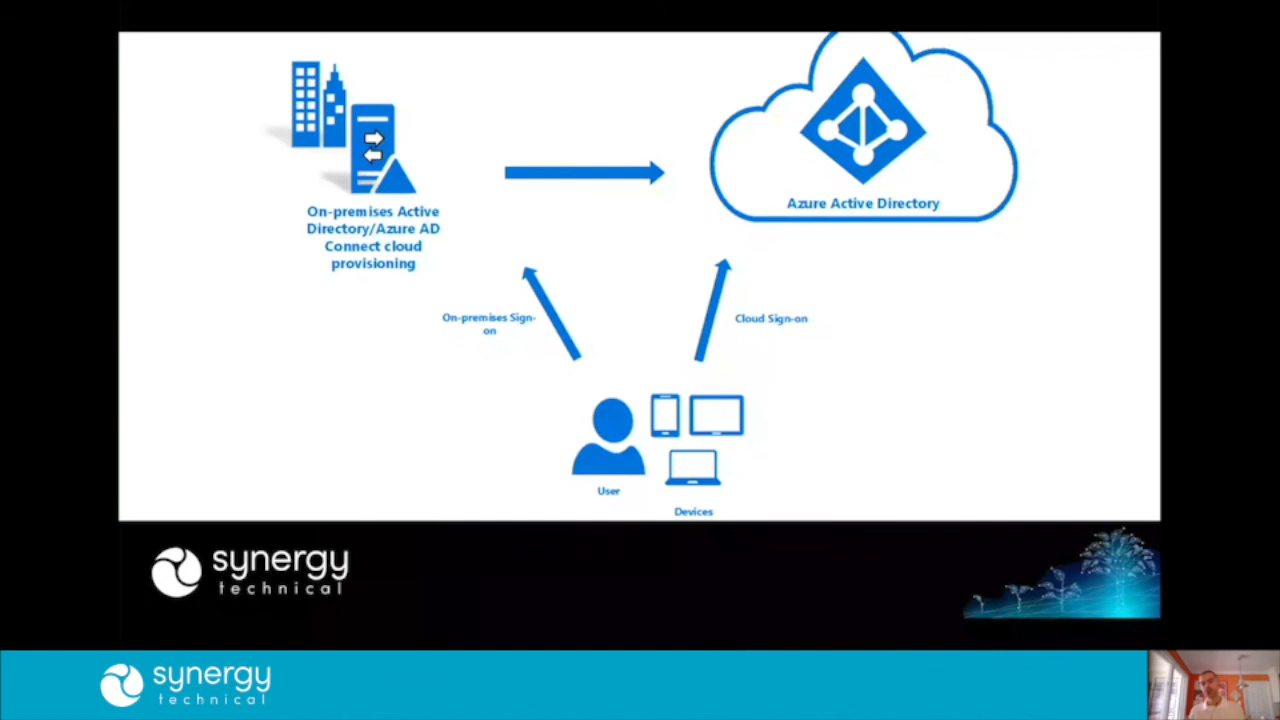 Azure Active Directory
On-premises Active
Directory/Azure AD
Connect cloud
provisioning
On-premises Sign-
on
Cloud Sign-on
User
Devices
synergy
technical
synergy
technical